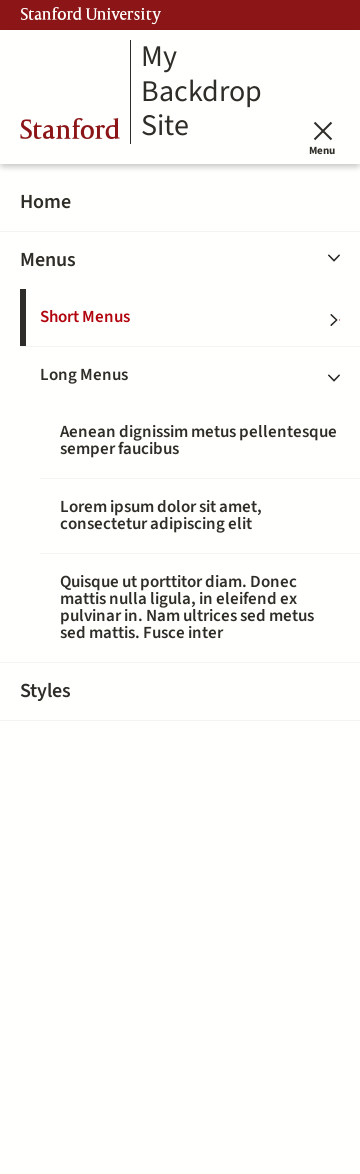 Stanford University
My
Backdrop
Site
Stanford
Menu
Home
Menus
Short Menus
Long Menus
Aenean dignissim metus pellentesque
semper faucibus
Lorem ipsum dolor sit amet,
consectetur adipiscing elit
Quisque ut porttitor diam. Donec
mattis nulla ligula, in eleifend ex
pulvinar in. Nam ultrices sed metus
sed mattis. Fusce inter
Styles